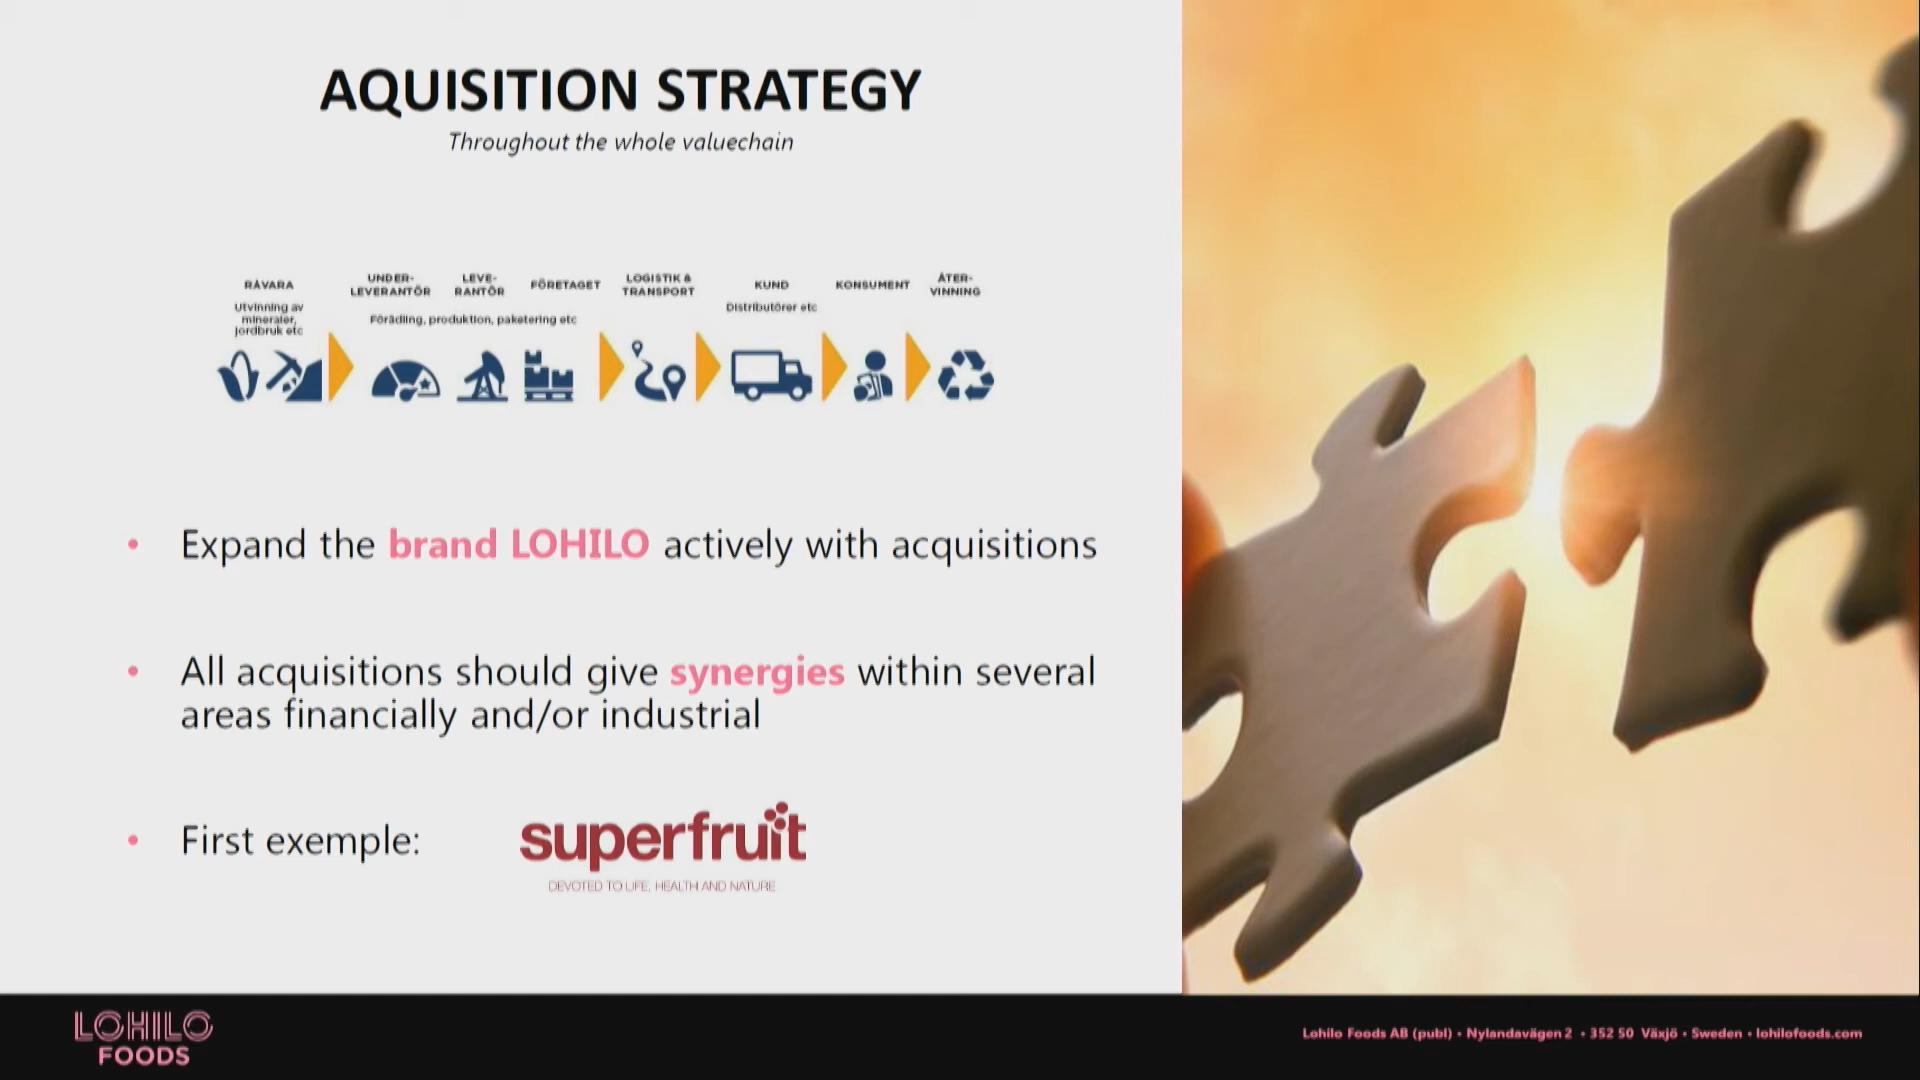 AQUISITION STRATEGY
Throughout the whole valuechain
RÅVARA
Utvinning av
mineraler,
jordbruk etc
UNDER-
LEVERANTÖR
LEVE-
RANTÖR
FÖRETAGET
Förädling, produktion, paketering etc
LOGISTIK &
TRANSPORT
KUND
Distributörer etc
KONSUMENT
ÅTER-
VINNING
• Expand the brand LOHILO actively with acquisitions
• All acquisitions should give synergies within several
areas financially and/or industrial
• First exemple:
superfruit
DEVOTED TO LIFE, HEALTH AND NATURE
LOHILO
FOODS
Lohilo Foods AB (publ) • Nylandavägen 2 • 352 50 Växjö • Sweden • lohilofoods.com